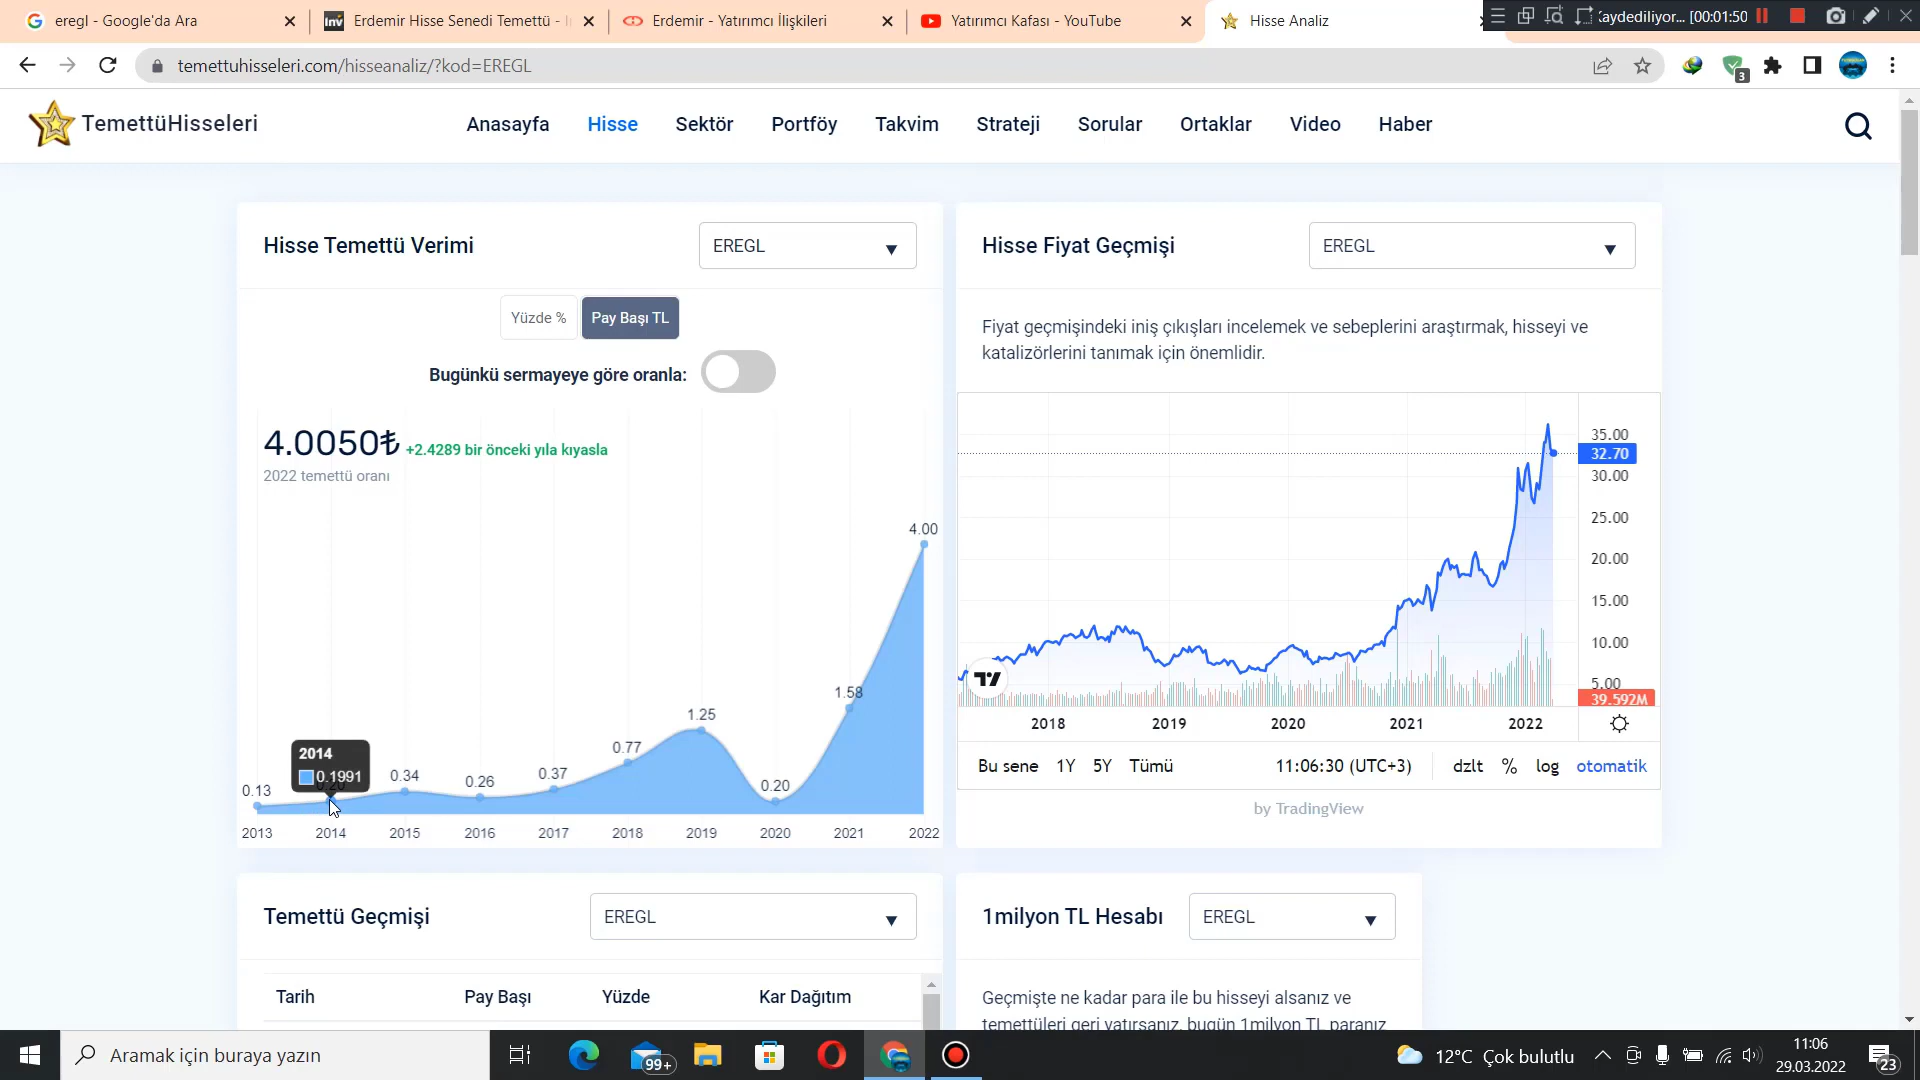 eregl - Google'da Ara
Erdemir Hisse Senedi Temettü -
Erdemir - Yatırımcı İlişkileri
Yatırımcı Kafası - YouTube
Hisse Analiz
Kaydediliyor... [00:01:50]
temettuhisseleri.com/hisseanaliz/?kod=EREGL
3
TemettüHisseleri
Anasayfa
Hisse
Sektör
Portföy
Takvim
Strateji
Sorular
Ortaklar
Video
Haber
Hisse Temettü Verimi
EREGL
Yüzde %
Pay Başı TL
Bugünkü sermayeye göre oranla:
4.0050₺ +2.4289 bir önceki yıla kıyasla
2022 temettü oranı
4.00
1.58
1.25
0.77
2014
0.1991
0.13
0.20
0.34
0.26
0.37
0.20
2013 2014 2015 2016 2017 2018 2019 2020 2021 2022
Hisse Fiyat Geçmişi
EREGL
Fiyat geçmişindeki iniş çıkışları incelemek ve sebeplerini araştırmak, hisseyi ve
katalizörlerini tanımak için önemlidir.
35.00
32.70
30.00
25.00
20.00
15.00
10.00
5.00
39.592M
2018 2019 2020 2021 2022
Bu sene 1Y 5Y Tümü
11:06:30 (UTC+3)
dzlt % log otomatik
by TradingView
Temettü Geçmişi
EREGL
Tarih Pay Başı Yüzde Kar Dağıtım
1milyon TL Hesabı
EREGL
Geçmişte ne kadar para ile bu hisseyi alsanız ve
temettüleri geri yatırsanız, bugün 1milyon TL paranız
Aramak için buraya yazın
99+
12°C Çok bulutlu
11:06
29.03.2022
23